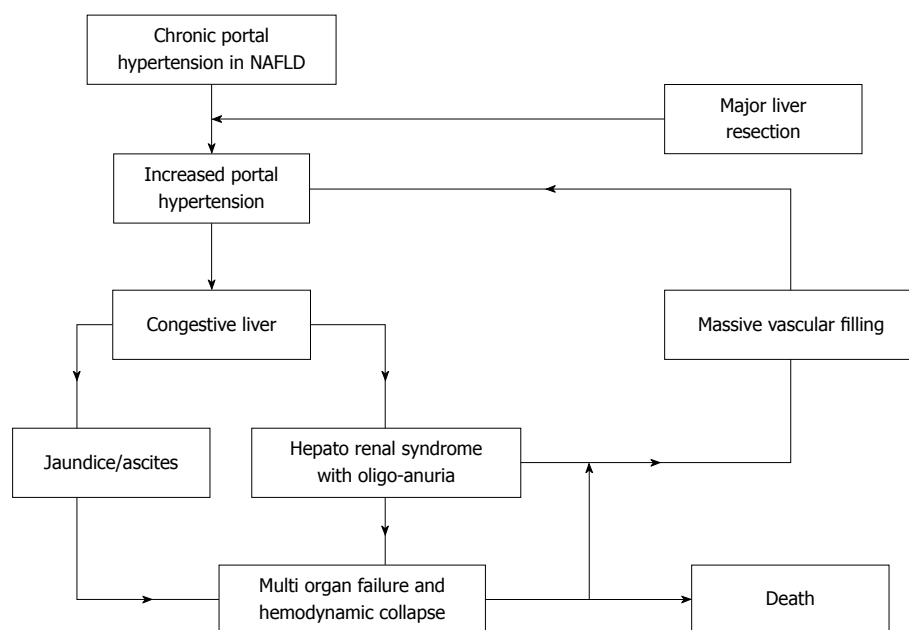 Chronic portal
hypertension in NAFLD
Major liver
resection
Increased portal
hypertension
Congestive liver
Massive vascular filling
Jaundice/ascites
Hepato renal syndrome
with oligo-anuria
Multi organ failure and
hemodynamic collapse
Death